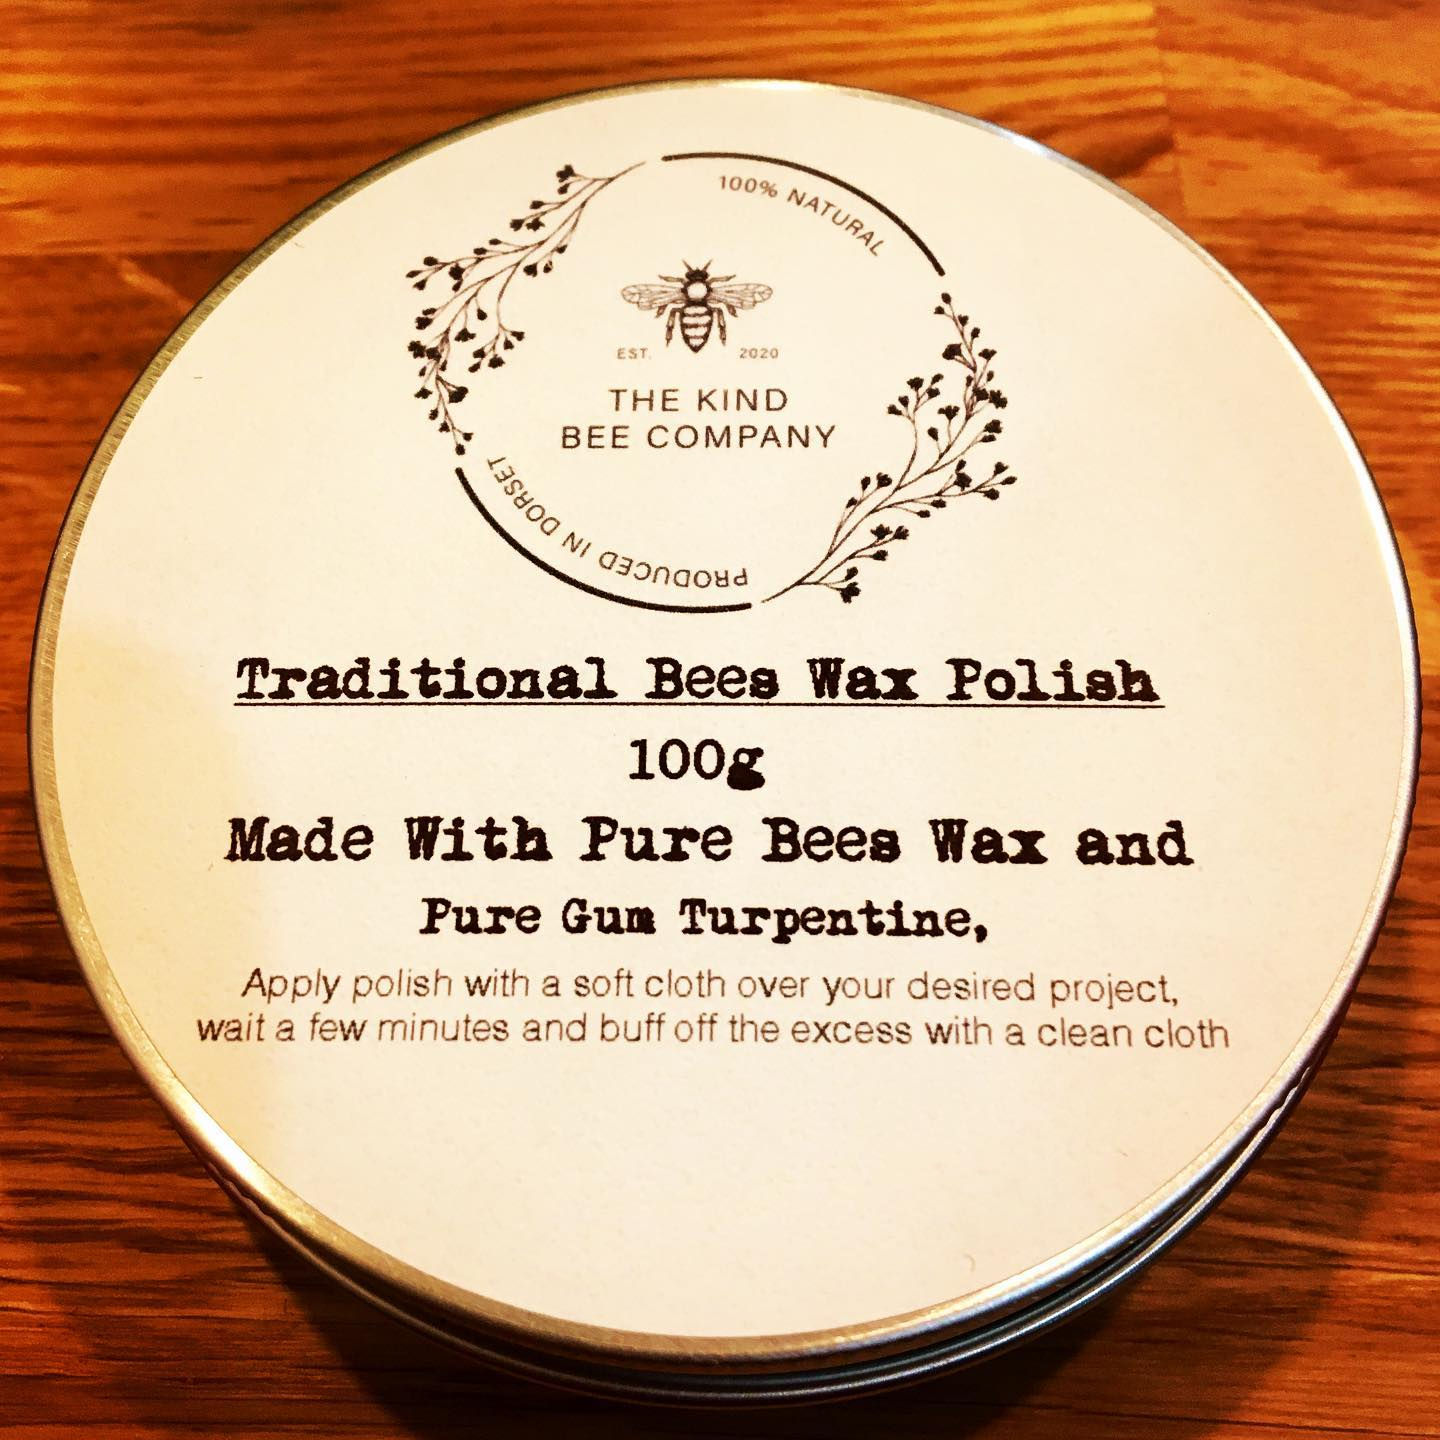 100% NATURAL
EST. 2020
THE KIND
BEE COMPANY
PRODUCED IN DORSET
Traditional Bees Wax Polish
100g
Made With Pure Bees Wax and
Pure Gum Turpentine,
Apply polish with a soft cloth over your desired project,
wait a few minutes and buff off the excess with a clean cloth